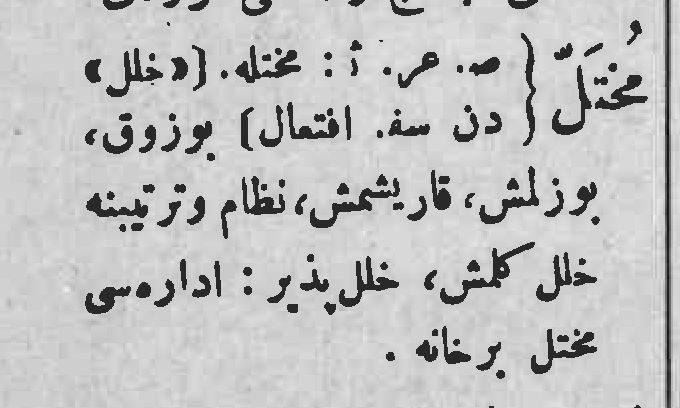 مُختَلّ } ص. عر. أ : مختله. [«خلل»
دن سف. افتعال] بوزوق،
بوزلمش، قاريشمش، نظام وترتيبنه
خلل كلمش، خلل پذير : اداره‌سى
مختل برخانه .